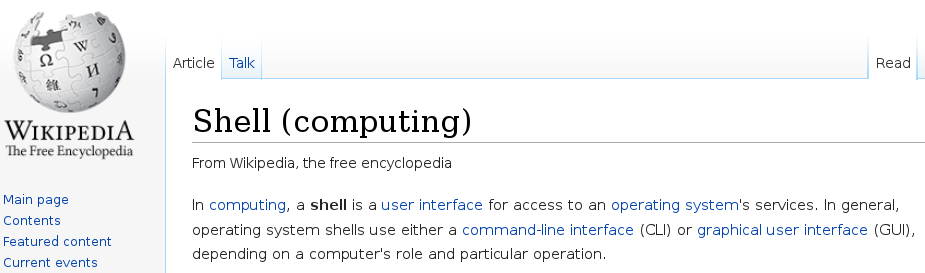 WIKIPEDIA
The Free Encyclopedia
Main page
Contents
Featured content
Current events
Article Talk Read
Shell (computing)
From Wikipedia, the free encyclopedia
In computing, a shell is a user interface for access to an operating system's services. In general,
operating system shells use either a command-line interface (CLI) or graphical user interface (GUI),
depending on a computer's role and particular operation.